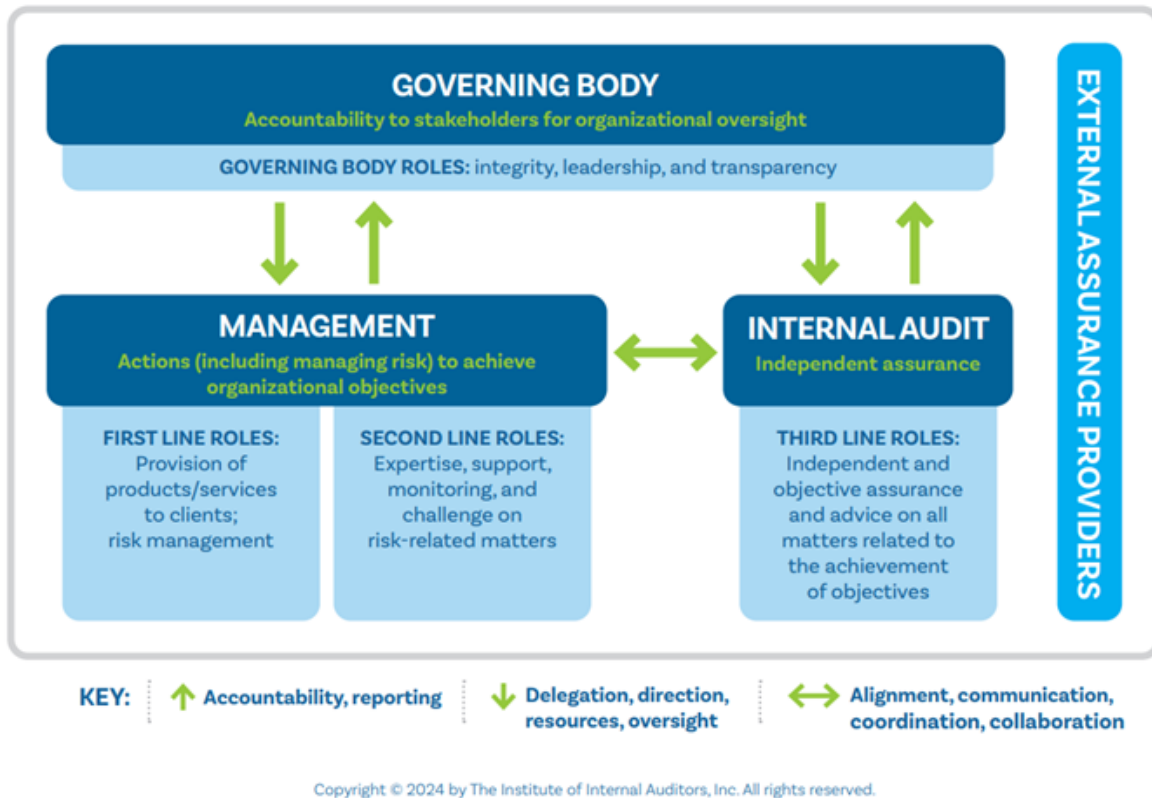 GOVERNING BODY
Accountability to stakeholders for organizational oversight
GOVERNING BODY ROLES: integrity, leadership, and transparency
MANAGEMENT
Actions (including managing risk) to achieve
organizational objectives
FIRST LINE ROLES:
Provision of
products/services
to clients;
risk management
SECOND LINE ROLES:
Expertise, support,
monitoring, and
challenge on
risk-related matters
INTERNAL AUDIT
Independent assurance
THIRD LINE ROLES:
Independent and
objective assurance
and advice on all
matters related to
the achievement
of objectives
EXTERNAL ASSURANCE PROVIDERS
KEY:
Accountability, reporting
Delegation, direction,
resources, oversight
Alignment, communication,
coordination, collaboration
Copyright © 2024 by The Institute of Internal Auditors, Inc. All rights reserved.